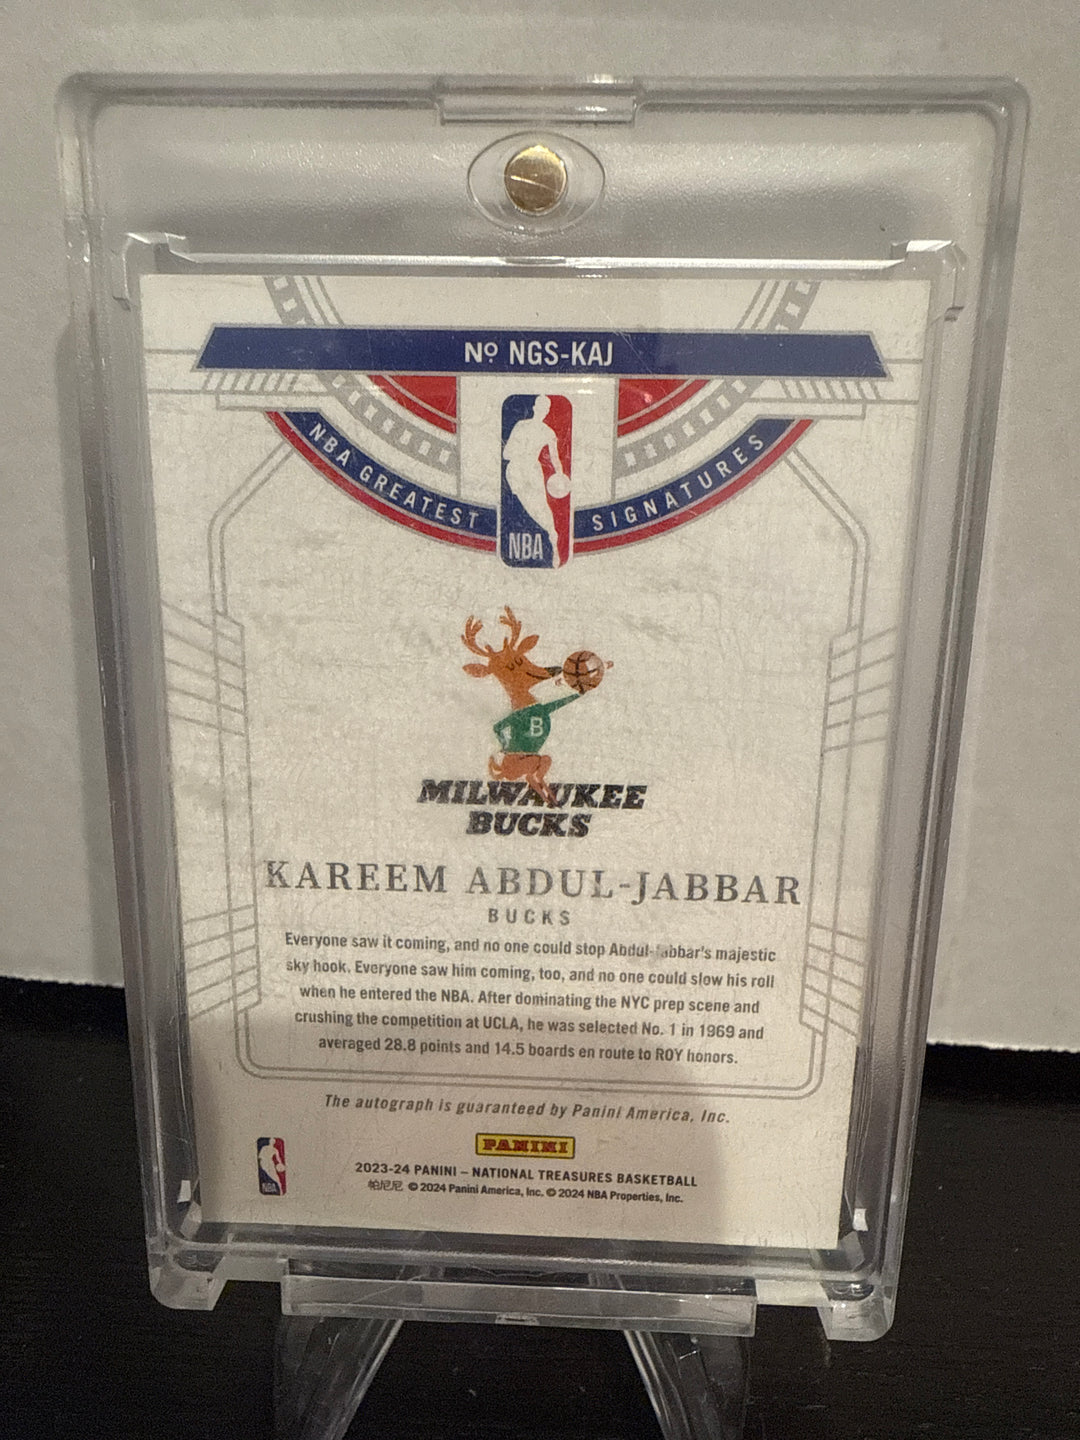 Nº NGS-KAJ
NBA GREATEST SIGNATURES
NBA
B
MILWAUKEE
BUCKS
KAREEM ABDUL-JABBAR
BUCKS
Everyone saw it coming, and no one could stop Abdul-Jabbar's majestic
sky hook. Everyone saw him coming, too, and no one could slow his roll
when he entered the NBA. After dominating the NYC prep scene and
crushing the competition at UCLA, he was selected No. 1 in 1969 and
averaged 28.8 points and 14.5 boards en route to ROY honors.
The autograph is guaranteed by Panini America, Inc.
PANINI
NBA
2023-24 PANINI – NATIONAL TREASURES BASKETBALL
帕尼尼 © 2024 Panini America, Inc. © 2024 NBA Properties, Inc.